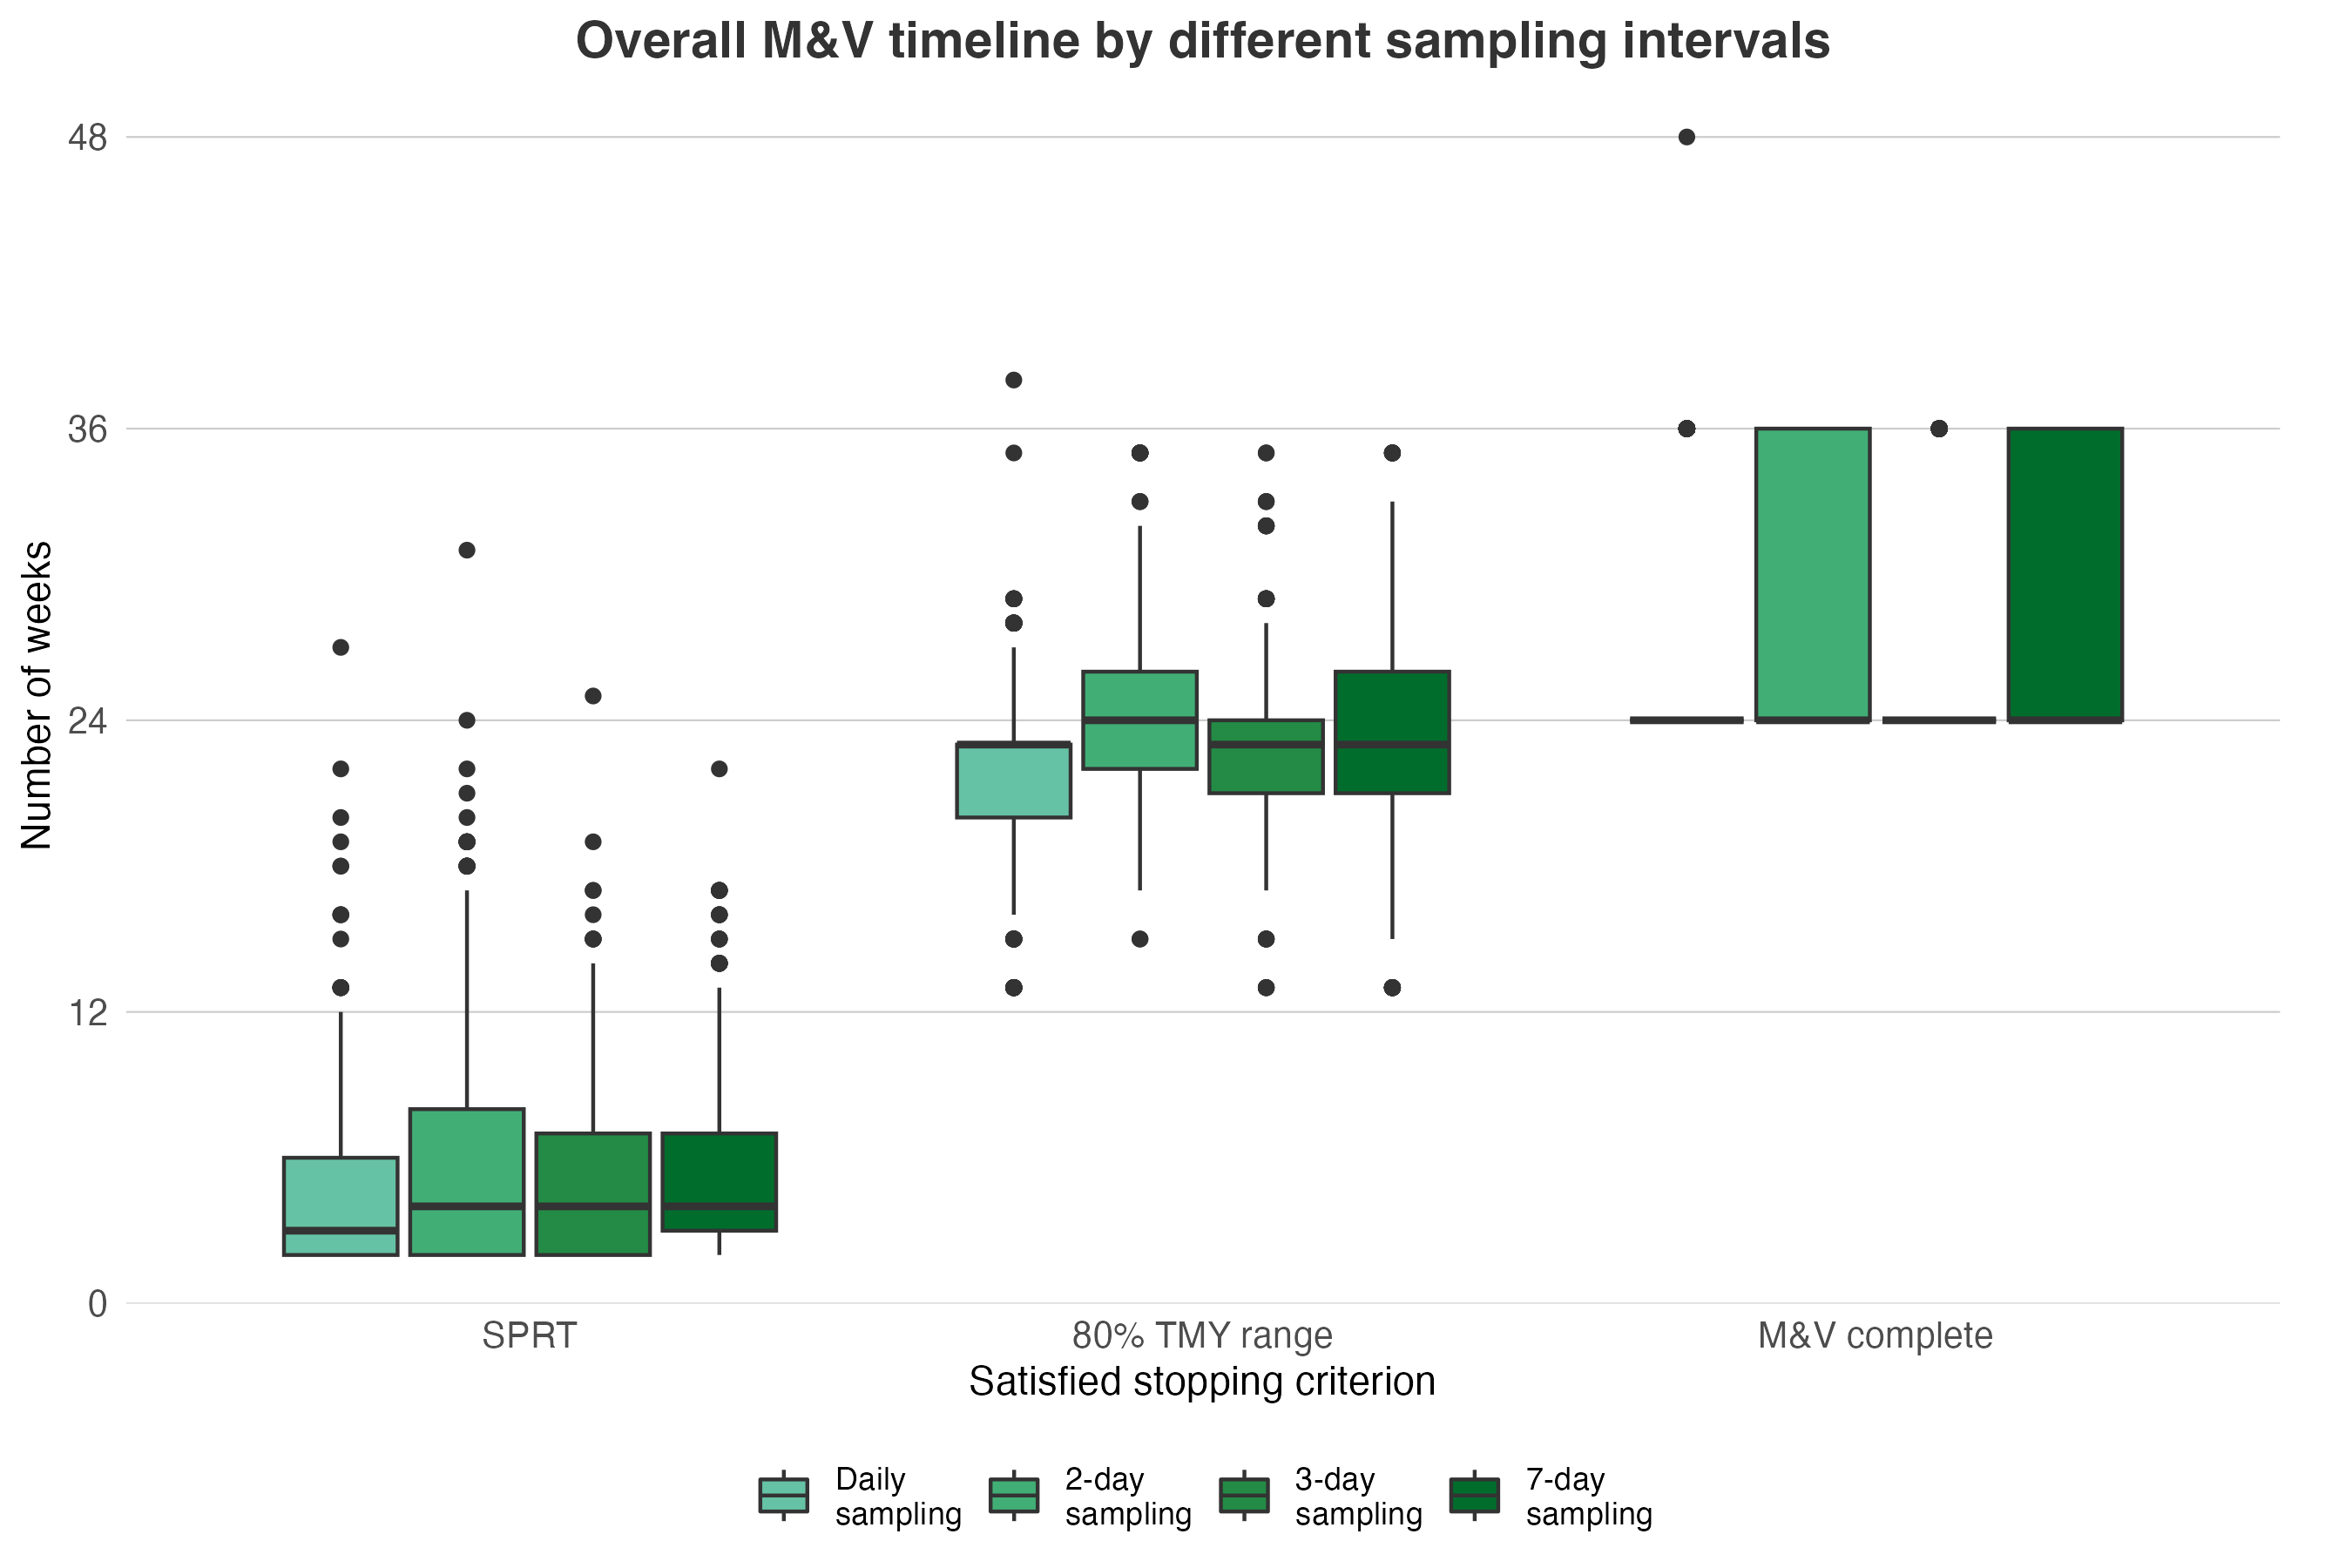 Overall M&V timeline by different sampling intervals
48
36
24
12
0
Number of weeks
SPRT
80% TMY range
M&V complete
Satisfied stopping criterion
Daily
sampling
2-day
sampling
3-day
sampling
7-day
sampling